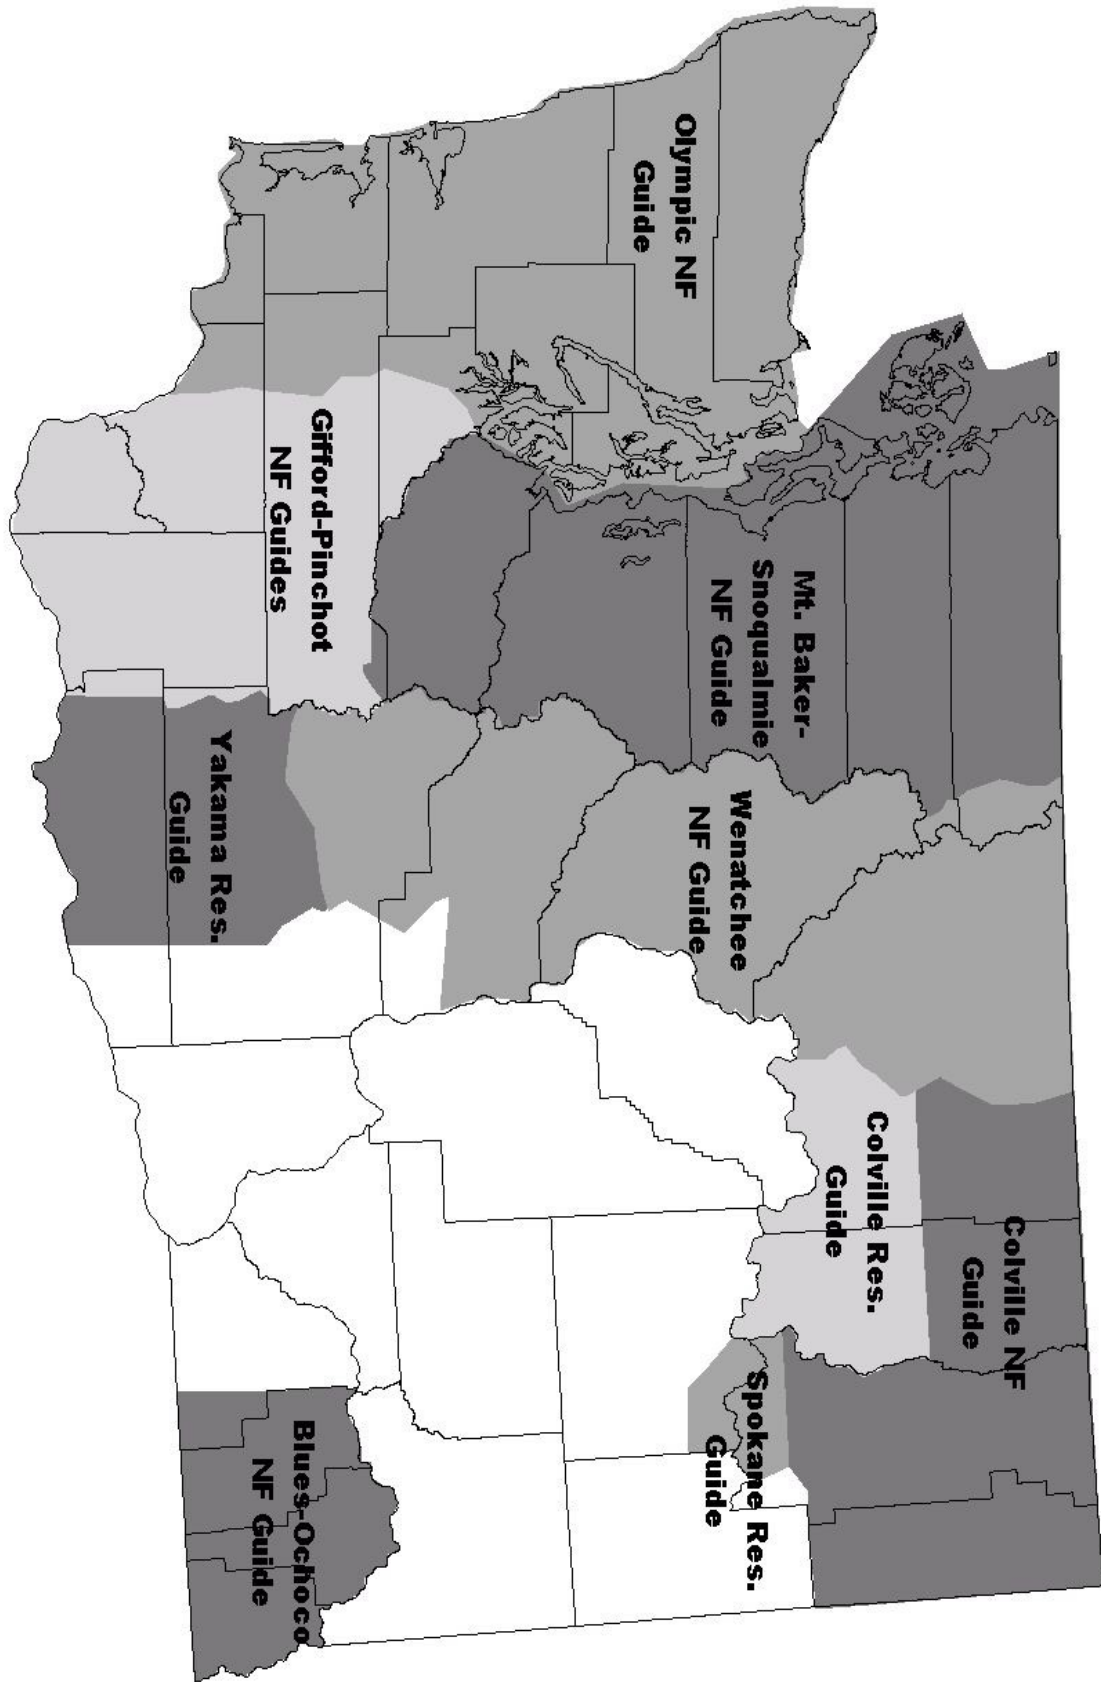 Olympic NF
Guide
Mt. Baker-
Snoqualmie
NF Guide
Gifford-Pinchot
NF Guides
Wenatchee
NF Guide
Yakama Res.
Guide
Colville NF
Guide
Colville Res.
Guide
Spokane Res.
Guide
Blues-Ochoco
NF Guide